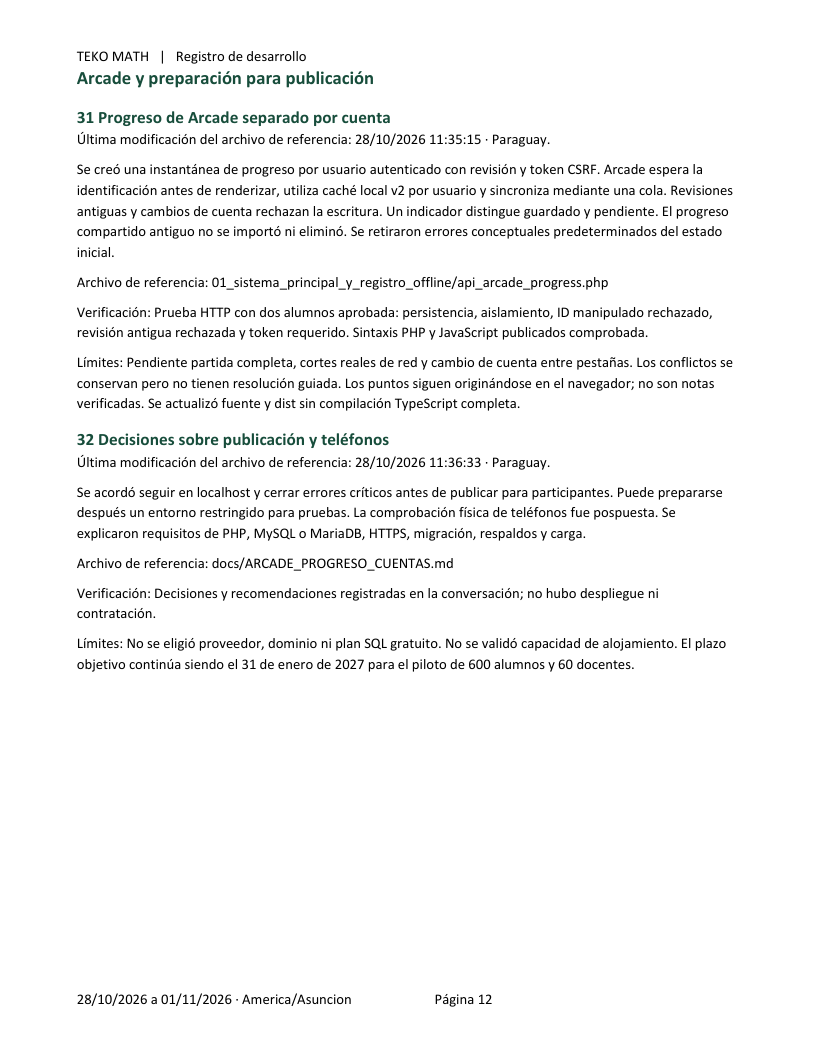 TEKO MATH | Registro de desarrollo
Arcade y preparación para publicación
31 Progreso de Arcade separado por cuenta
Última modificación del archivo de referencia: 28/10/2026 11:35:15 · Paraguay.
Se creó una instantánea de progreso por usuario autenticado con revisión y token CSRF. Arcade espera la
identificación antes de renderizar, utiliza caché local v2 por usuario y sincroniza mediante una cola. Revisiones
antiguas y cambios de cuenta rechazan la escritura. Un indicador distingue guardado y pendiente. El progreso
compartido antiguo no se importó ni eliminó. Se retiraron errores conceptuales predeterminados del estado
inicial.
Archivo de referencia: 01_sistema_principal_y_registro_offline/api_arcade_progress.php
Verificación: Prueba HTTP con dos alumnos aprobada: persistencia, aislamiento, ID manipulado rechazado,
revisión antigua rechazada y token requerido. Sintaxis PHP y JavaScript publicados comprobada.
Límites: Pendiente partida completa, cortes reales de red y cambio de cuenta entre pestañas. Los conflictos se
conservan pero no tienen resolución guiada. Los puntos siguen originándose en el navegador; no son notas
verificadas. Se actualizó fuente y dist sin compilación TypeScript completa.
32 Decisiones sobre publicación y teléfonos
Última modificación del archivo de referencia: 28/10/2026 11:36:33 · Paraguay.
Se acordó seguir en localhost y cerrar errores críticos antes de publicar para participantes. Puede prepararse
después un entorno restringido para pruebas. La comprobación física de teléfonos fue pospuesta. Se
explicaron requisitos de PHP, MySQL o MariaDB, HTTPS, migración, respaldos y carga.
Archivo de referencia: docs/ARCADE_PROGRESO_CUENTAS.md
Verificación: Decisiones y recomendaciones registradas en la conversación; no hubo despliegue ni
contratación.
Límites: No se eligió proveedor, dominio ni plan SQL gratuito. No se validó capacidad de alojamiento. El plazo
objetivo continúa siendo el 31 de enero de 2027 para el piloto de 600 alumnos y 60 docentes.
28/10/2026 a 01/11/2026 · America/Asuncion Página 12